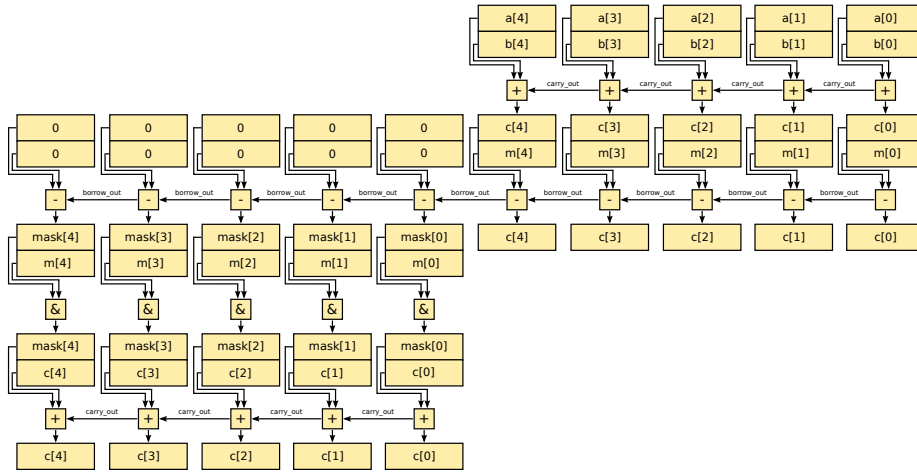 a[4] a[3] a[2] a[1] a[0]
b[4] b[3] b[2] b[1] b[0]
+ carry_out + carry_out + carry_out + carry_out +
0 0 0 0 0 c[4] c[3] c[2] c[1] c[0]
0 0 0 0 0 m[4] m[3] m[2] m[1] m[0]
- borrow_out - borrow_out - borrow_out - borrow_out - borrow_out - borrow_out - borrow_out - borrow_out - borrow_out -
mask[4] mask[3] mask[2] mask[1] mask[0] c[4] c[3] c[2] c[1] c[0]
m[4] m[3] m[2] m[1] m[0]
& & & & &
mask[4] mask[3] mask[2] mask[1] mask[0]
c[4] c[3] c[2] c[1] c[0]
+ carry_out + carry_out + carry_out + carry_out +
c[4] c[3] c[2] c[1] c[0]